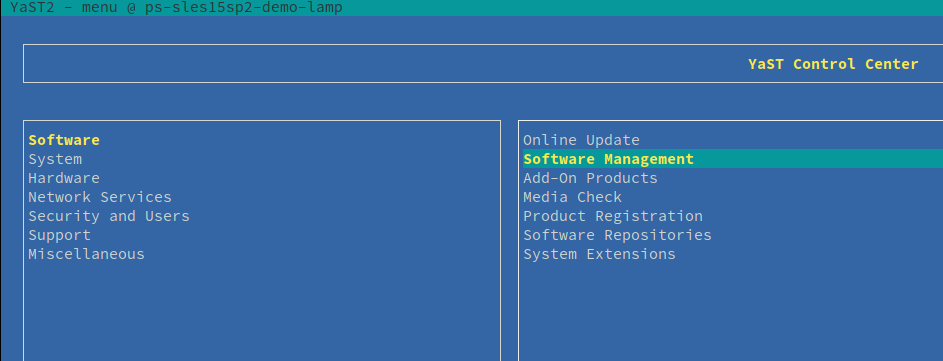 YaST2 - menu @ ps-sles15sp2-demo-lamp
YaST Control Center
Software
System
Hardware
Network Services
Security and Users
Support
Miscellaneous
Online Update
Software Management
Add-On Products
Media Check
Product Registration
Software Repositories
System Extensions